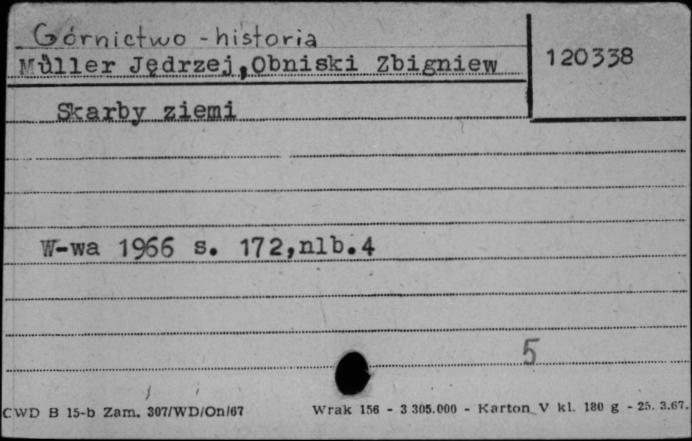 Górnictwo - historia
Müller Jędrzej, Obniski Zbigniew
120338
Skarby ziemi
W-wa 1966 s. 172,nlb.4
5
CWD B 15-b Zam. 307/WD/On/67 Wrak 156 - 3 305.000 - Karton V kl. 180 g - 25. 3.67.